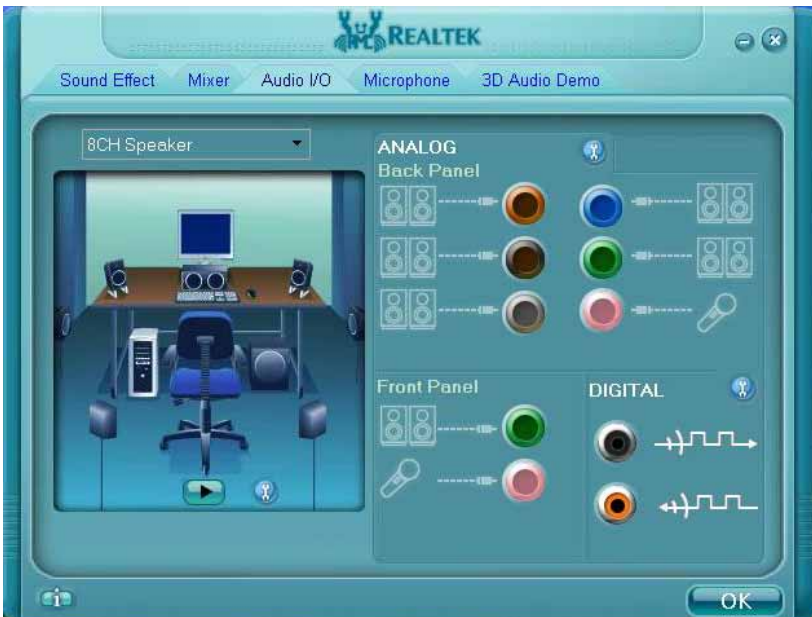 REALTEK
Sound Effect Mixer Audio I/O Microphone 3D Audio Demo
8CH Speaker
ANALOG
Back Panel
Front Panel
DIGITAL
OK